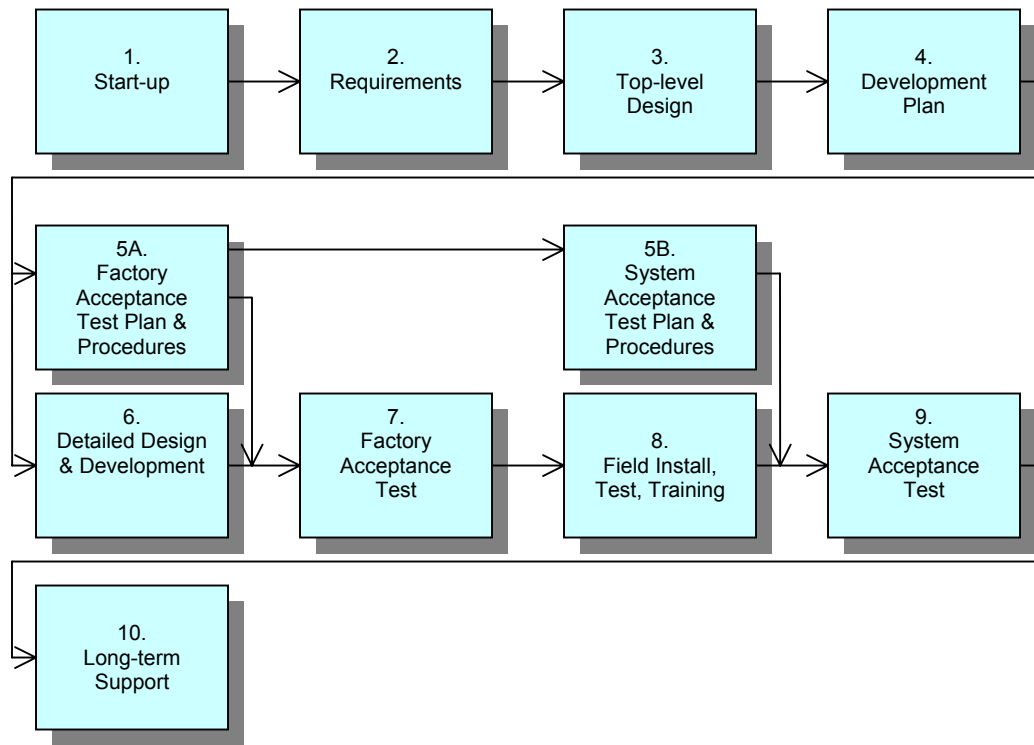 1.
Start-up
2.
Requirements
3.
Top-level
Design
4.
Development
Plan
5A.
Factory
Acceptance
Test Plan &
Procedures
5B.
System
Acceptance
Test Plan &
Procedures
6.
Detailed Design
& Development
7.
Factory
Acceptance
Test
8.
Field Install,
Test, Training
9.
System
Acceptance
Test
10.
Long-term
Support